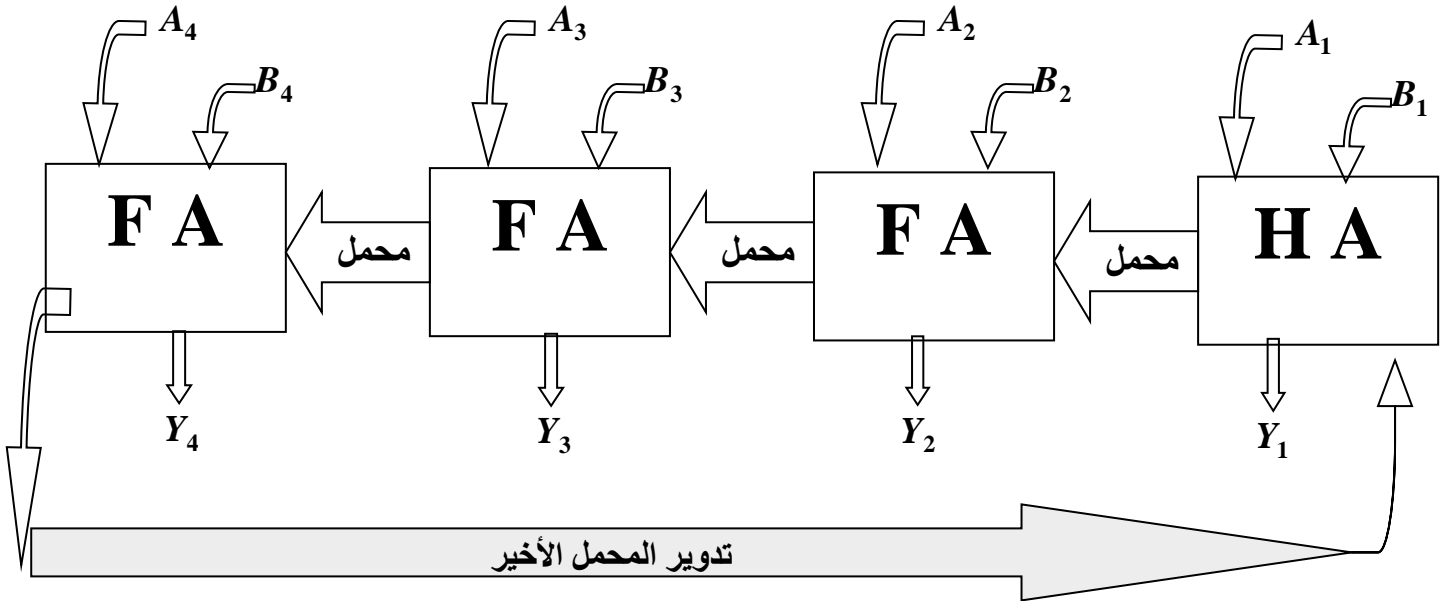 A₄ A₃ A₂ A₁
B₄ B₃ B₂ B₁
F A F A F A H A
محمل محمل محمل
Y₄ Y₃ Y₂ Y₁
تدوير المحمل الأخير